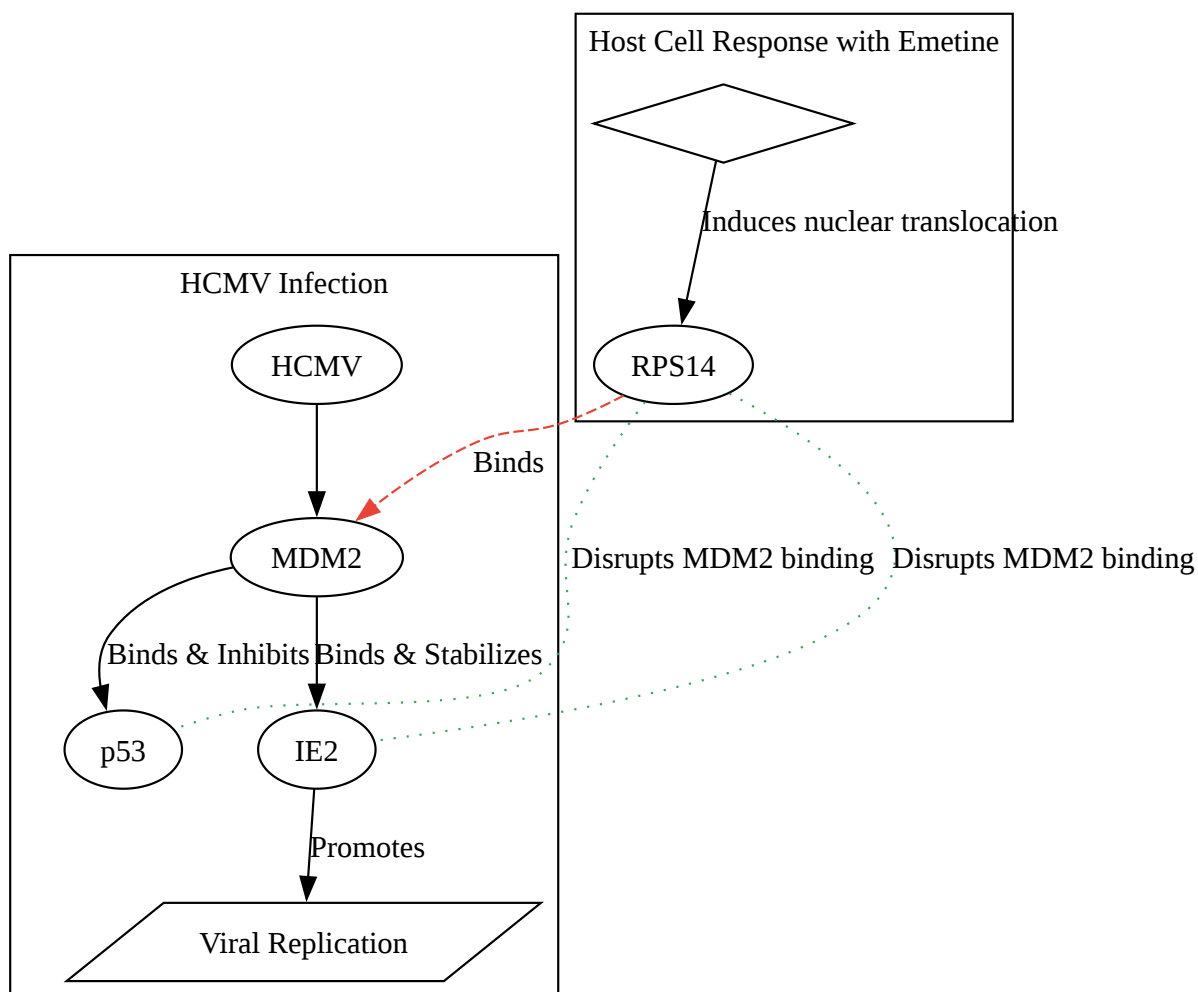 Host Cell Response with Emetine
Induces nuclear translocation
HCMV Infection
HCMV
RPS14
Binds
MDM2
Disrupts MDM2 binding
Disrupts MDM2 binding
Binds & Inhibits
Binds & Stabilizes
p53
IE2
Promotes
Viral Replication